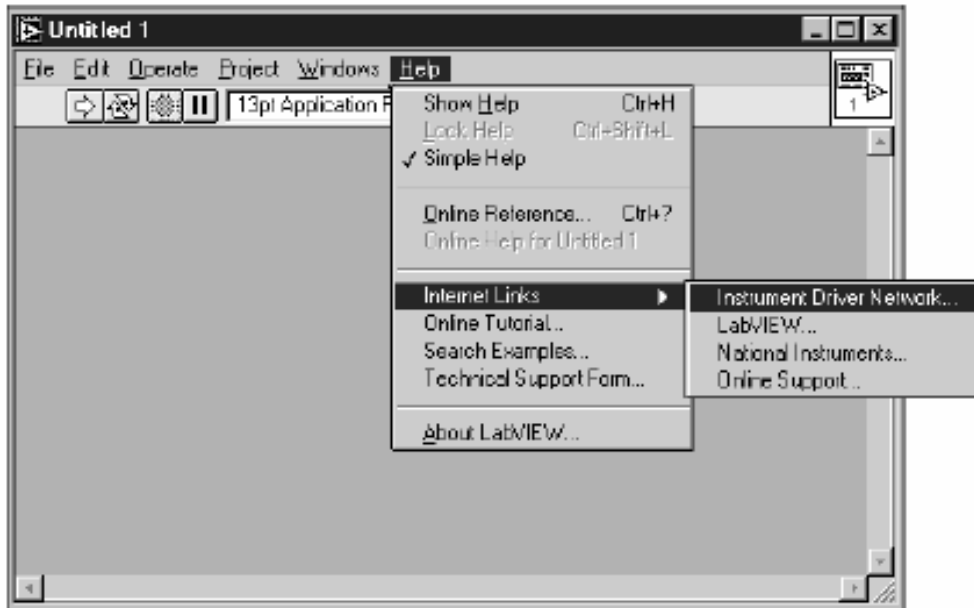 Untitled 1
File Edit Operate Project Windows Help
13pt Application F
1
Show Help Ctrl+H
Lock Help Ctrl+Shift+L
✓ Simple Help
Online Reference... Ctrl+?
Online Help for Untitled 1
Internet Links
Instrument Driver Network...
Online Tutorial...
LabVIEW...
Search Examples...
National Instruments...
Technical Support Form...
Online Support...
About LabVIEW...